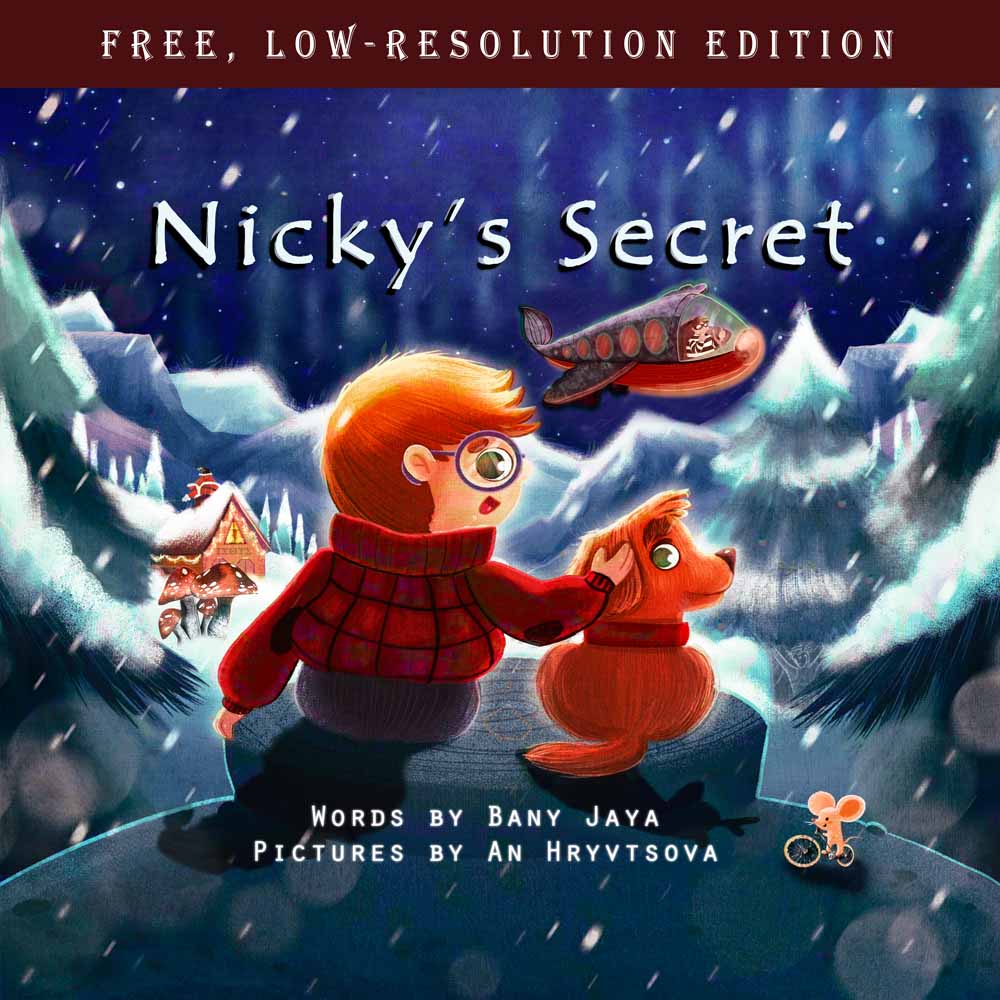 FREE, LOW-RESOLUTION EDITION
Nicky's Secret
WORDS BY BANY JAYA
PICTURES BY AN HRYVTSOVA